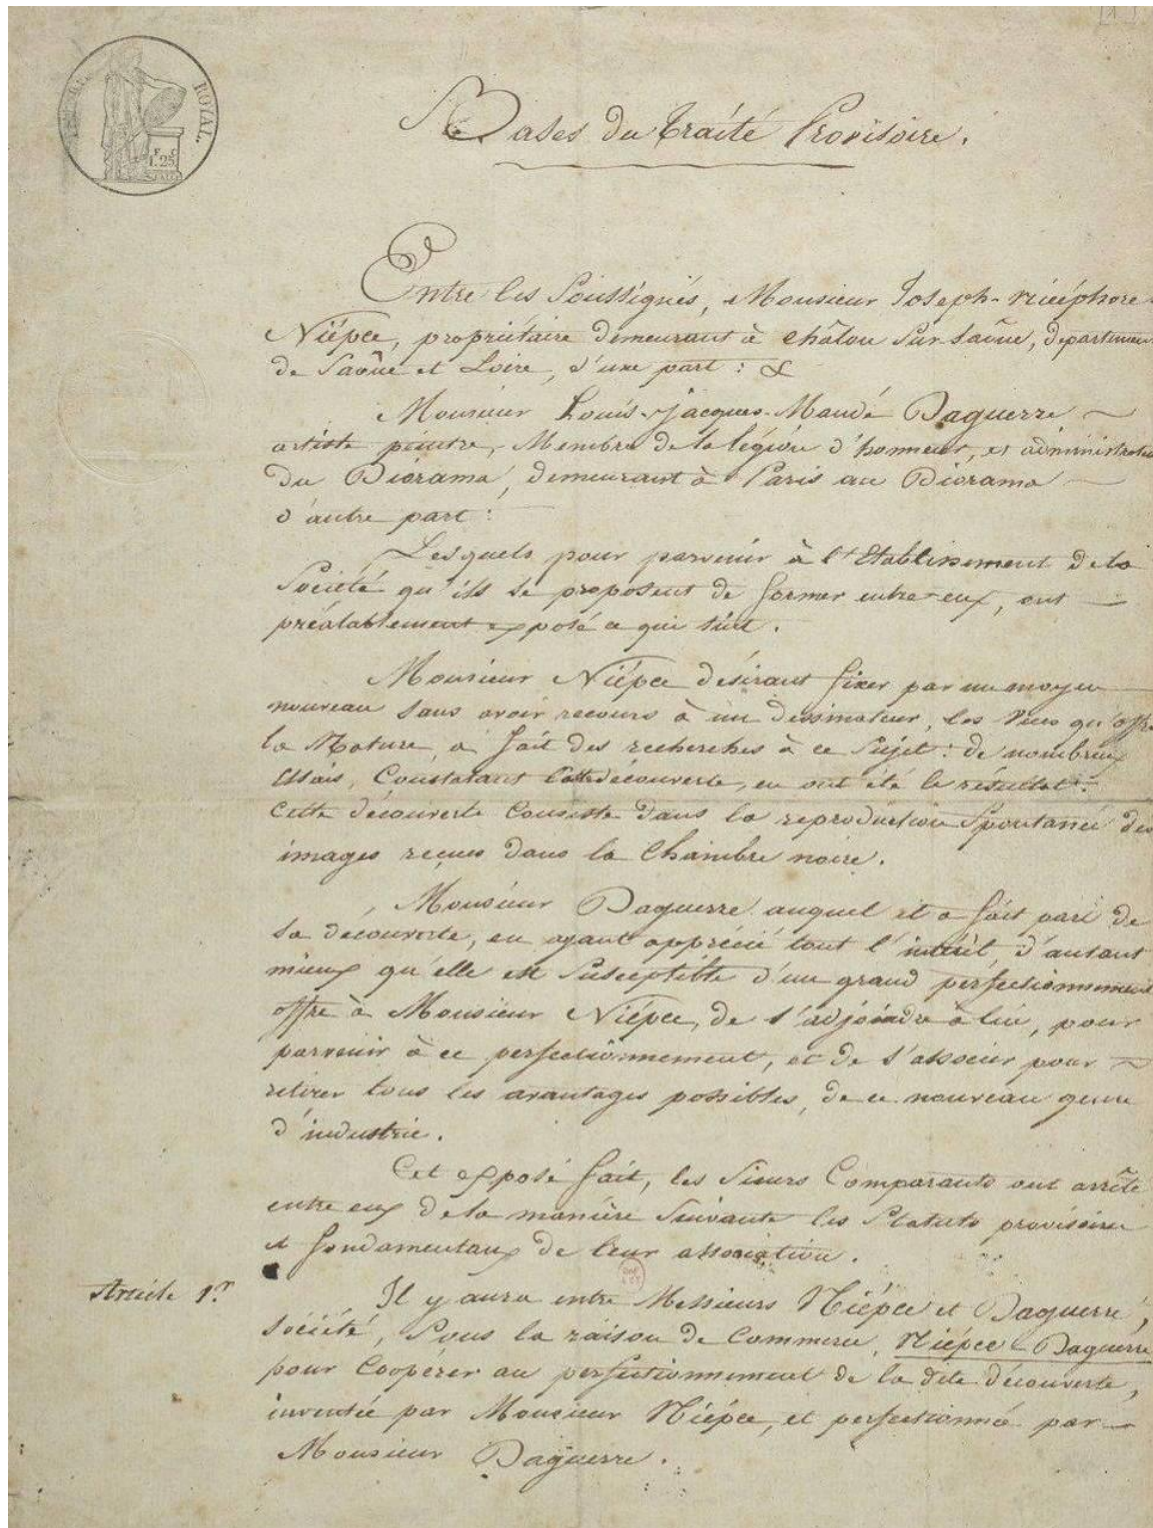 [1]
TIMBRE ROYAL.
F C
1.25
Bases du traité Provisoire.
Entre les Soussignés, Monsieur Joseph-nicéphore
Niépce, propriétaire demeurant à châlon sur-saône, departement
de Saône et Loire, d'une part : &
Monsieur Louis-jacques-Mandé Daguerre
artiste peintre, Membre de la légion d'honneur, et administrateur
du Diorama, demeurant à Paris au Diorama
d'autre part :
Lesquels, pour parvenir à l'Etablissement de la
Société qu'ils se proposent de former entre-eux, ont
préalablement exposé ce qui suit.
Monsieur Niépce désirant fixer par un moyen
nouveau sans avoir recours à un dessinateur, les vues qu'offre
la Nature, a fait des recherches à ce Sujet : de nombreux
essais, Constatant cette découverte, en ont été le résultat.
cette découverte Consiste dans la reproduction Spontanée des
images reçues dans la Chambre noire.
Monsieur Daguerre auquel il a fait part de
sa découverte, en ayant apprécié tout l'intérêt, d'autant
mieux qu'elle est Susceptible d'un grand perfectionnement
offre à Monsieur Niépce, de s'adjoindre à lui, pour
parvenir à ce perfectionnement, et de s'associer pour
retirer tous les avantages possibles, de ce nouveau genre
d'industrie.
Cet exposé fait, les Sieurs Comparants ont arrêté
entre eux de la manière Suivante les Statuts provisoires
et fondamentaux de leur association.
Article 1er.
Il y aura entre Messieurs Niépce et Daguerre,
société, Sous la raison de Commerce, Niépce-Daguerre
pour Coopérer au perfectionnement de la dite découverte,
inventée par Monsieur Niépce, et perfectionné par
Monsieur Daguerre.